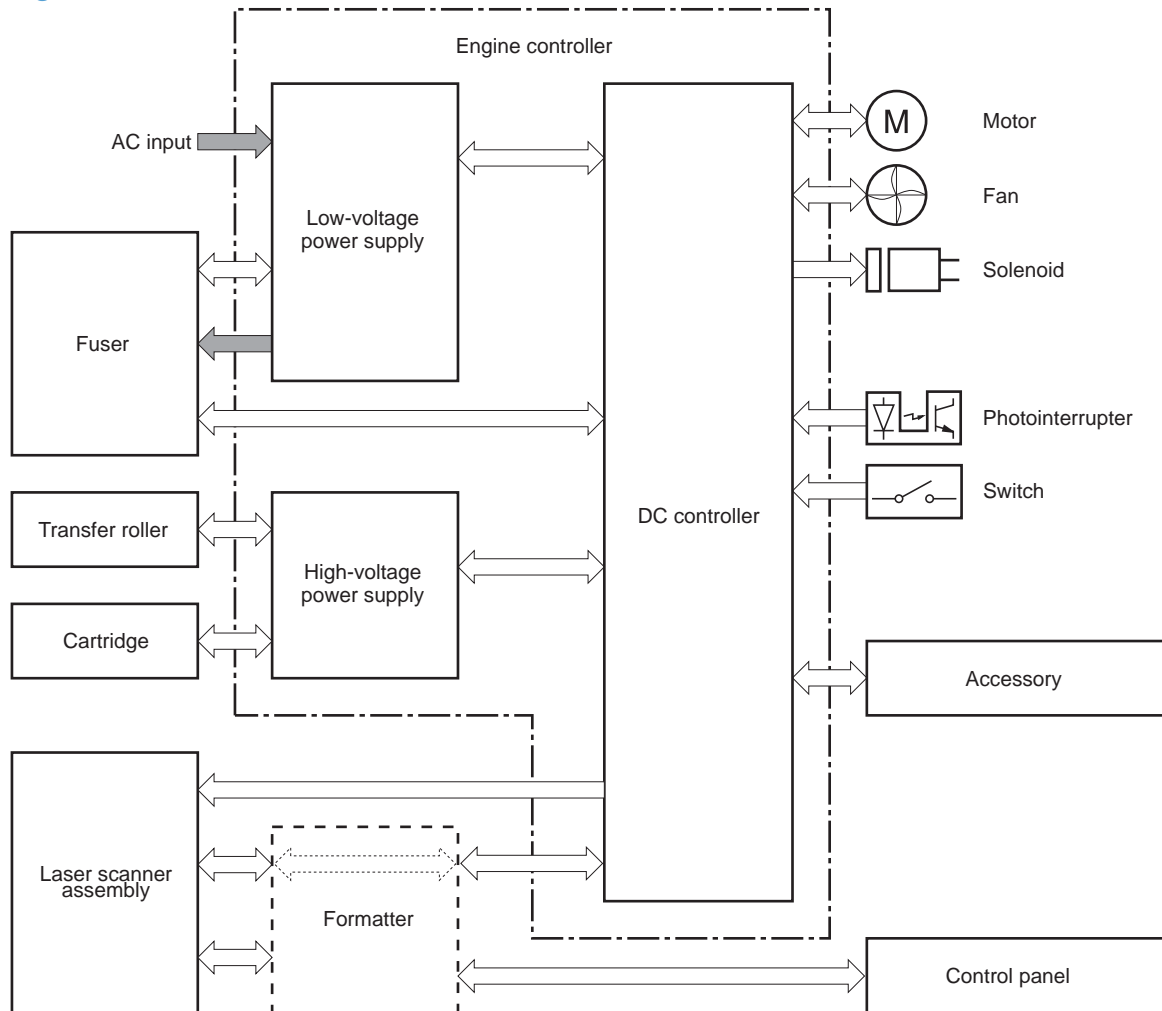 Engine controller
AC input
Low-voltage
power supply
Motor
M
Fan
Solenoid
Fuser
Photointerrupter
Switch
Transfer roller
DC controller
High-voltage
power supply
Cartridge
Accessory
Laser scanner
assembly
Formatter
Control panel